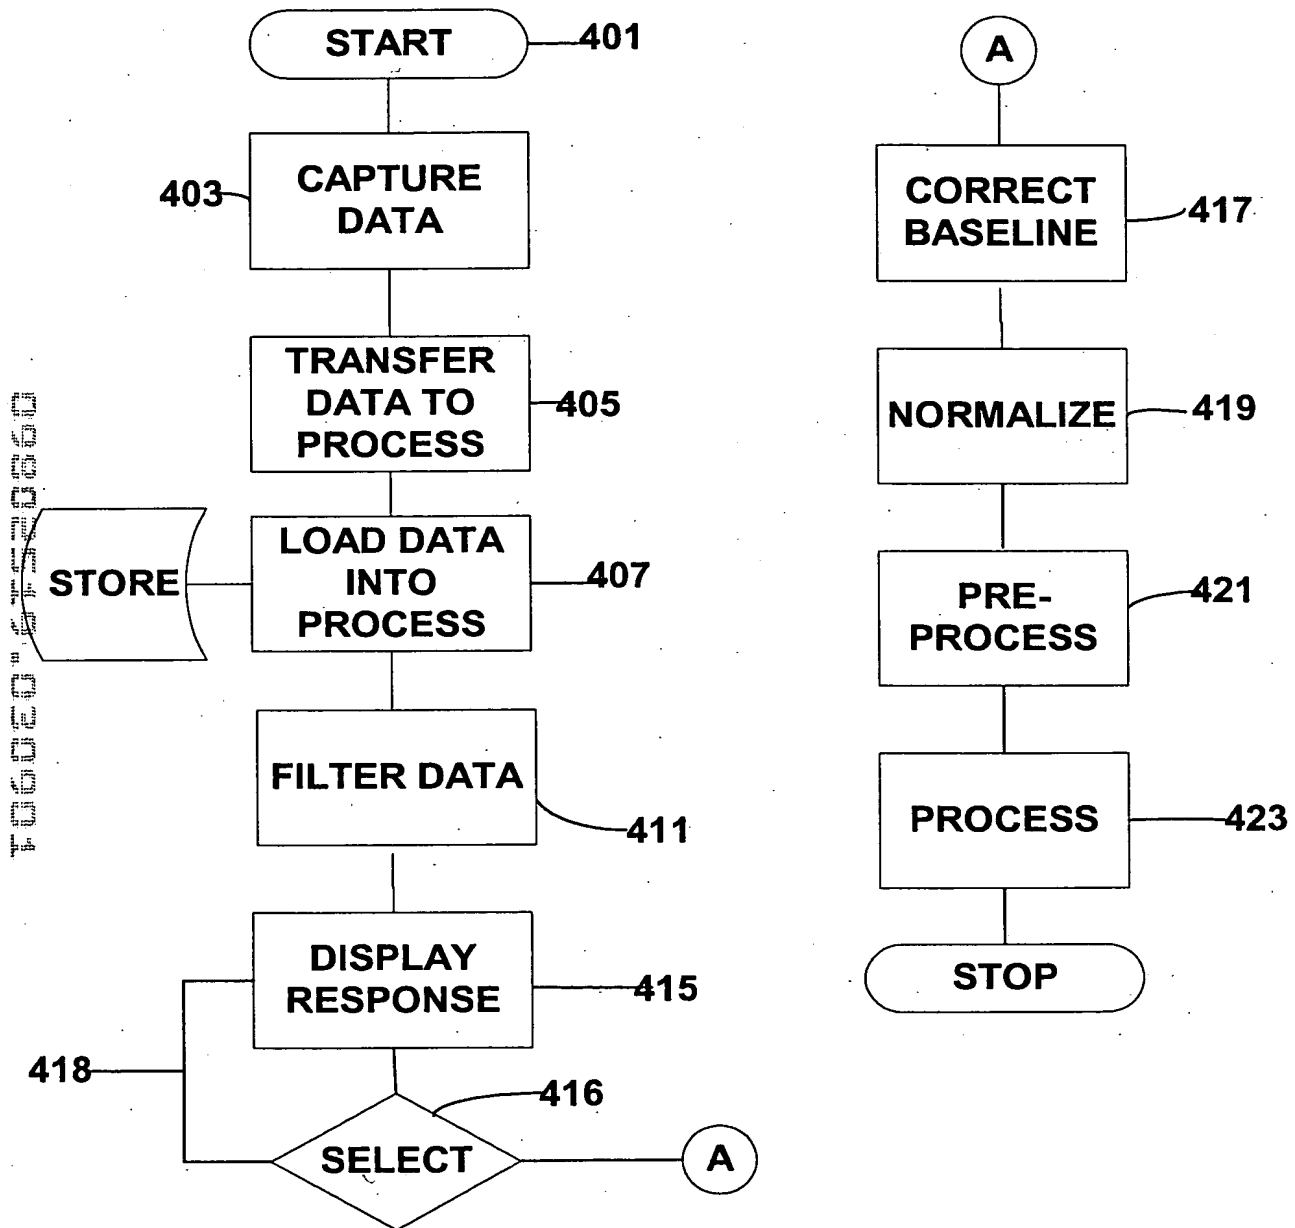 START
401
CAPTURE
DATA
403
TRANSFER
DATA TO
PROCESS
405
STORE
LOAD DATA
INTO
PROCESS
407
FILTER DATA
411
DISPLAY
RESPONSE
415
418
416
SELECT
A
A
CORRECT
BASELINE
417
NORMALIZE
419
PRE-
PROCESS
421
PROCESS
423
STOP